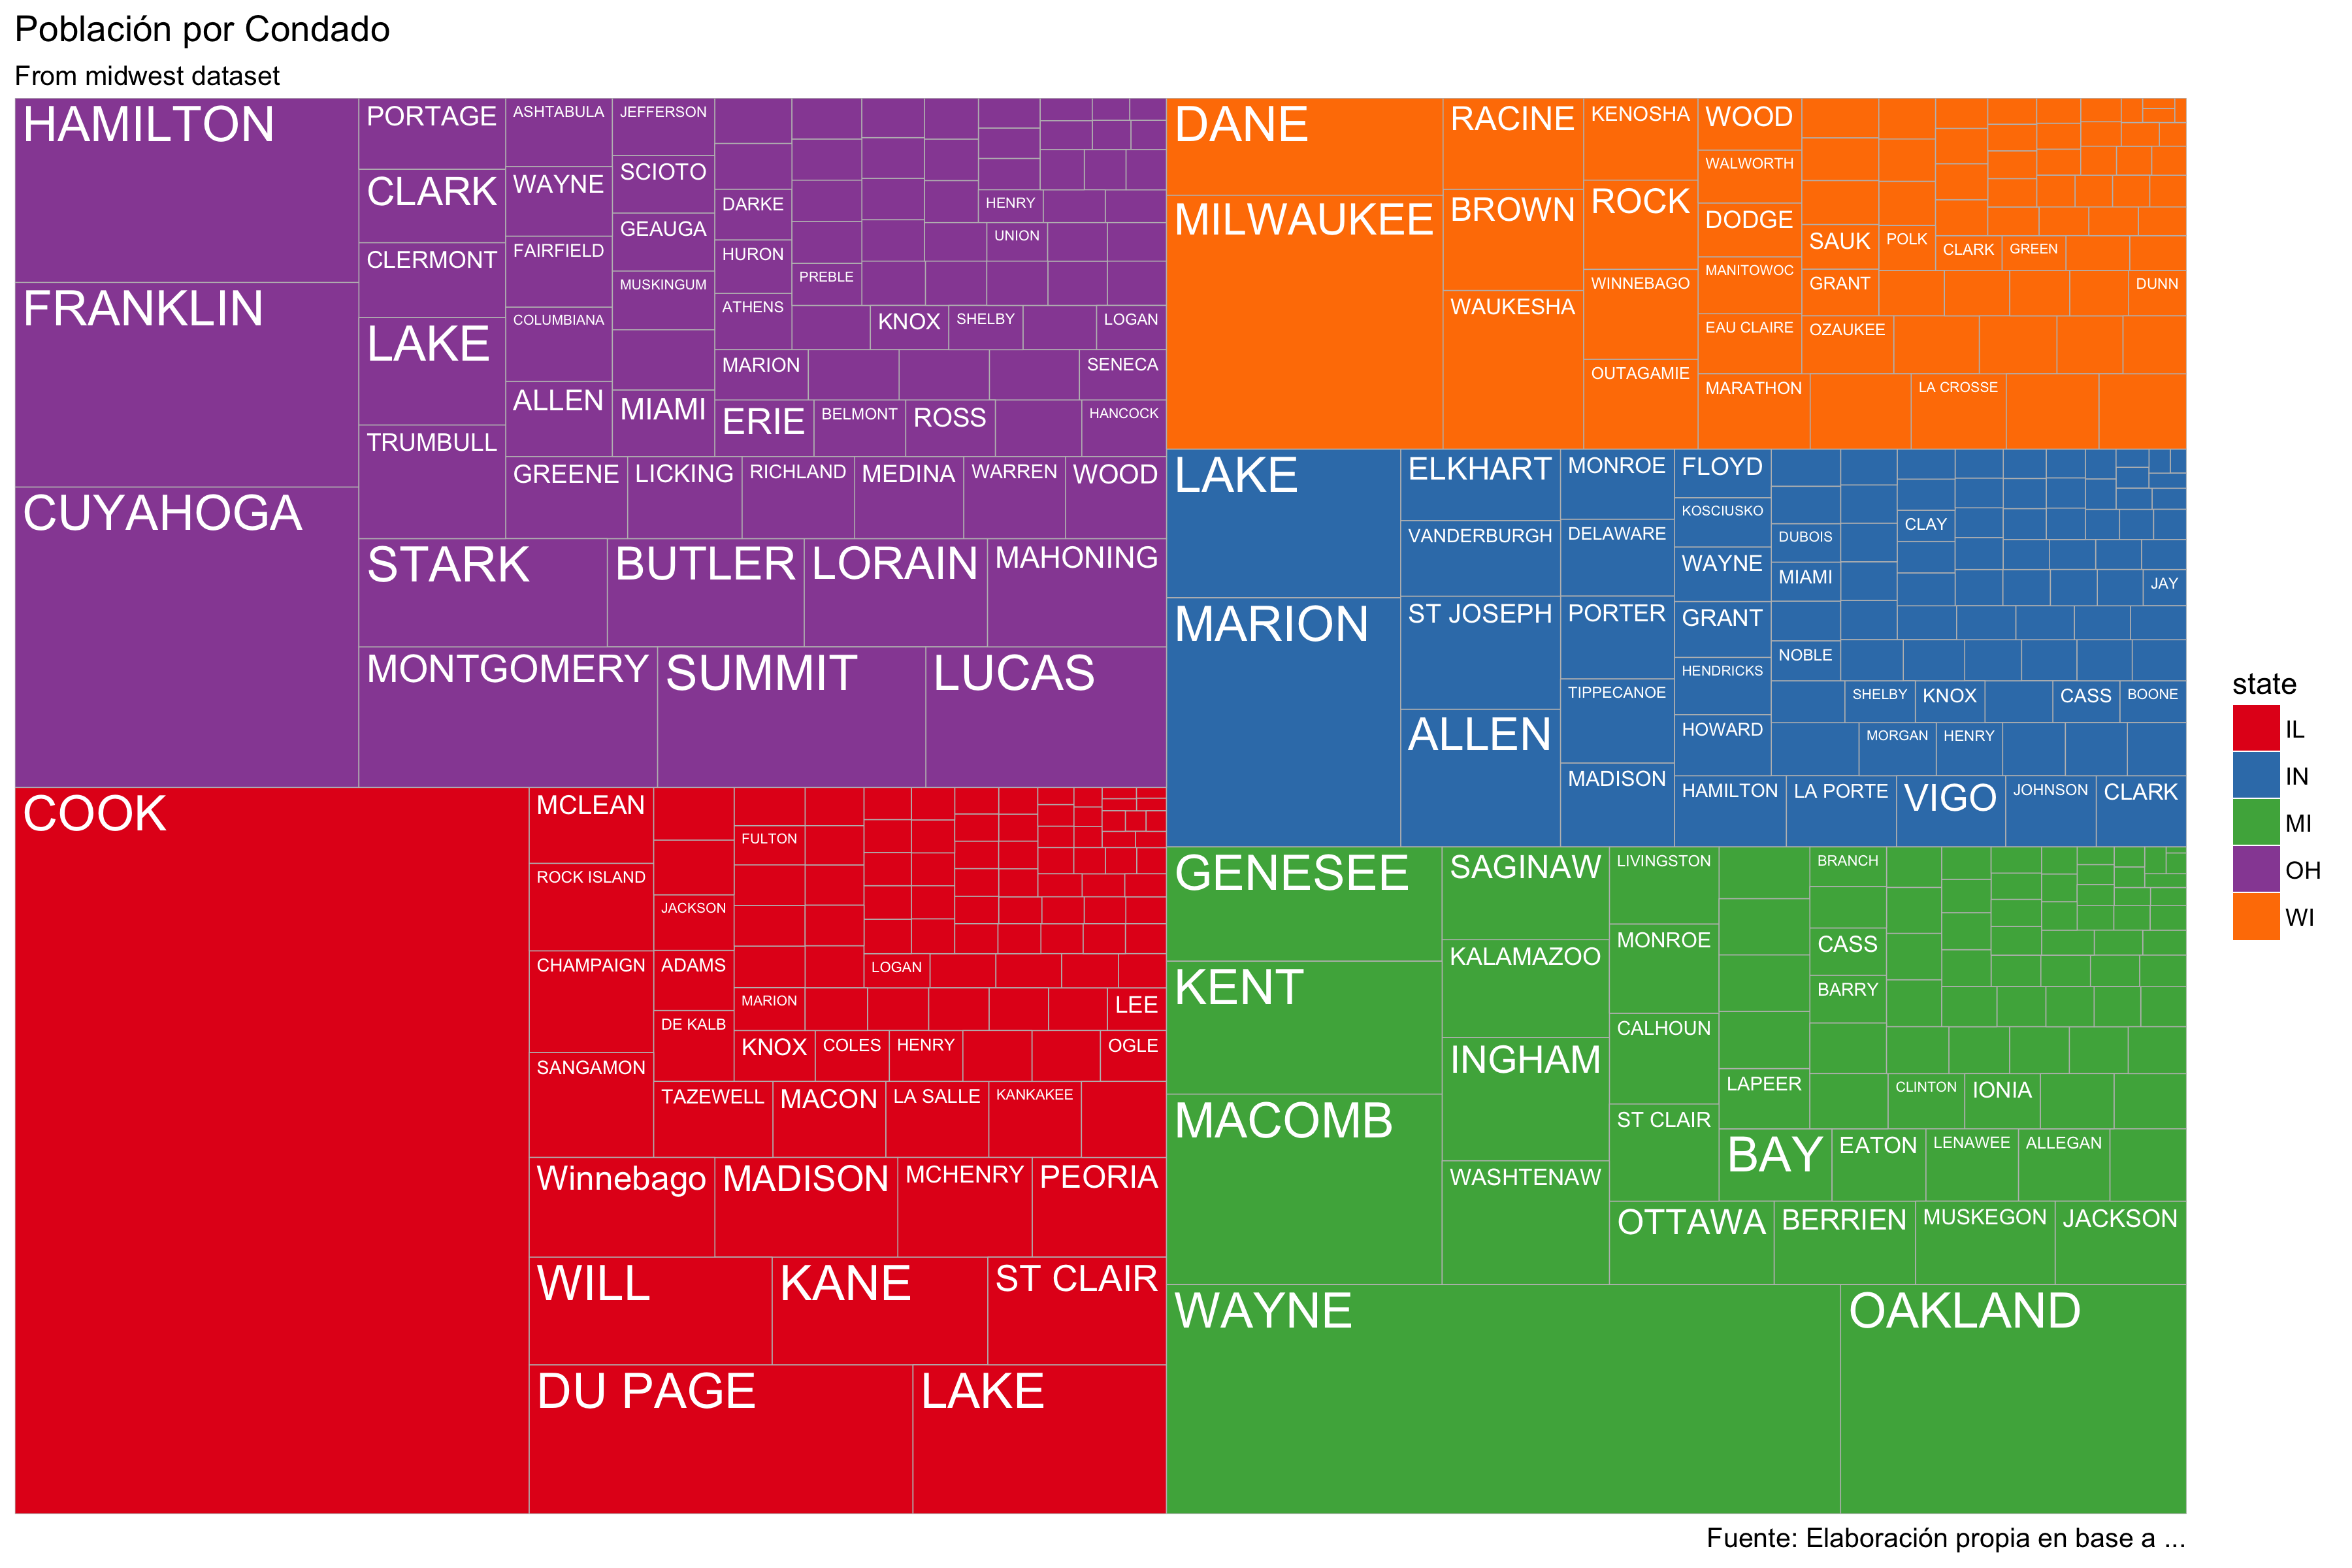 Población por Condado
From midwest dataset
HAMILTON
FRANKLIN
CUYAHOGA
PORTAGE
CLARK
CLERMONT
LAKE
TRUMBULL
ASHTABULA
WAYNE
FAIRFIELD
COLUMBIANA
ALLEN
JEFFERSON
SCIOTO
GEAUGA
MUSKINGUM
MIAMI
DARKE
HURON
ATHENS
PREBLE
HENRY
UNION
KNOX
SHELBY
LOGAN
MARION
SENECA
ERIE
BELMONT
ROSS
HANCOCK
GREENE
LICKING
RICHLAND
MEDINA
WARREN
WOOD
STARK
BUTLER
LORAIN
MAHONING
MONTGOMERY
SUMMIT
LUCAS
DANE
MILWAUKEE
RACINE
BROWN
WAUKESHA
KENOSHA
ROCK
WINNEBAGO
OUTAGAMIE
WOOD
WALWORTH
DODGE
MANITOWOC
EAU CLAIRE
MARATHON
SAUK
POLK
CLARK
GREEN
GRANT
DUNN
OZAUKEE
LA CROSSE
LAKE
MARION
ELKHART
VANDERBURGH
ST JOSEPH
ALLEN
MONROE
DELAWARE
PORTER
TIPPECANOE
MADISON
FLOYD
KOSCIUSKO
WAYNE
GRANT
HENDRICKS
HOWARD
HAMILTON
LA PORTE
VIGO
JOHNSON
CLARK
DUBOIS
MIAMI
CLAY
JAY
NOBLE
SHELBY
KNOX
CASS
BOONE
MORGAN
HENRY
COOK
MCLEAN
ROCK ISLAND
CHAMPAIGN
SANGAMON
JACKSON
ADAMS
DE KALB
FULTON
LOGAN
MARION
LEE
KNOX
COLES
HENRY
OGLE
TAZEWELL
MACON
LA SALLE
KANKAKEE
Winnebago
MADISON
MCHENRY
PEORIA
WILL
KANE
ST CLAIR
DU PAGE
LAKE
GENESEE
KENT
MACOMB
SAGINAW
KALAMAZOO
INGHAM
WASHTENAW
LIVINGSTON
MONROE
CALHOUN
ST CLAIR
LAPEER
BRANCH
CASS
BARRY
CLINTON
IONIA
BAY
EATON
LENAWEE
ALLEGAN
OTTAWA
BERRIEN
MUSKEGON
JACKSON
WAYNE
OAKLAND
state
IL
IN
MI
OH
WI
Fuente: Elaboración propia en base a ...